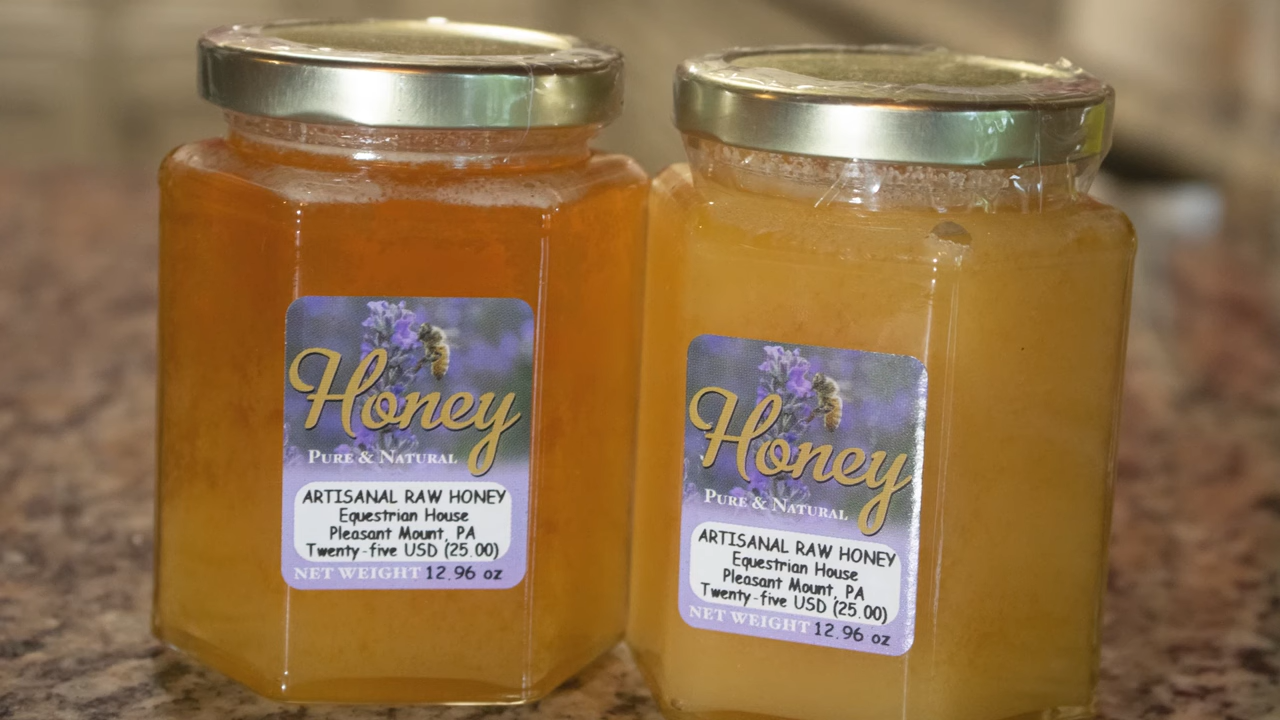 Honey
PURE & NATURAL
ARTISANAL RAW HONEY
Equestrian House
Pleasant Mount, PA
Twenty-five USD (25.00)
NET WEIGHT 12.96 oz
Honey
PURE & NATURAL
ARTISANAL RAW HONEY
Equestrian House
Pleasant Mount, PA
Twenty-five USD (25.00)
NET WEIGHT 12.96 oz